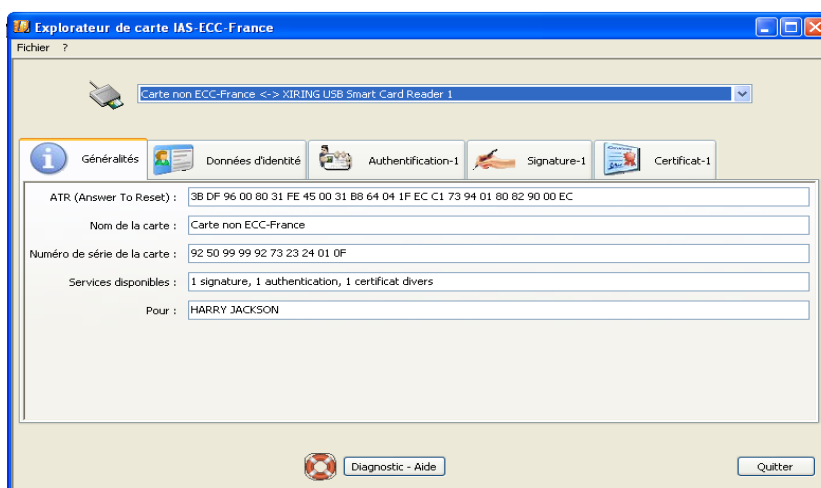 Explorateur de carte IAS-ECC-France
Fichier ?
Carte non ECC-France <-> XIRING USB Smart Card Reader 1
Généralités Données d'identité Authentification-1 Signature-1 Certificat-1
ATR (Answer To Reset) : 3B DF 96 00 80 31 FE 45 00 31 B8 64 04 1F EC C1 73 94 01 80 82 90 00 EC
Nom de la carte : Carte non ECC-France
Numéro de série de la carte : 92 50 99 99 92 73 23 24 01 0F
Services disponibles : 1 signature, 1 authentication, 1 certificat divers
Pour : HARRY JACKSON
Diagnostic - Aide Quitter